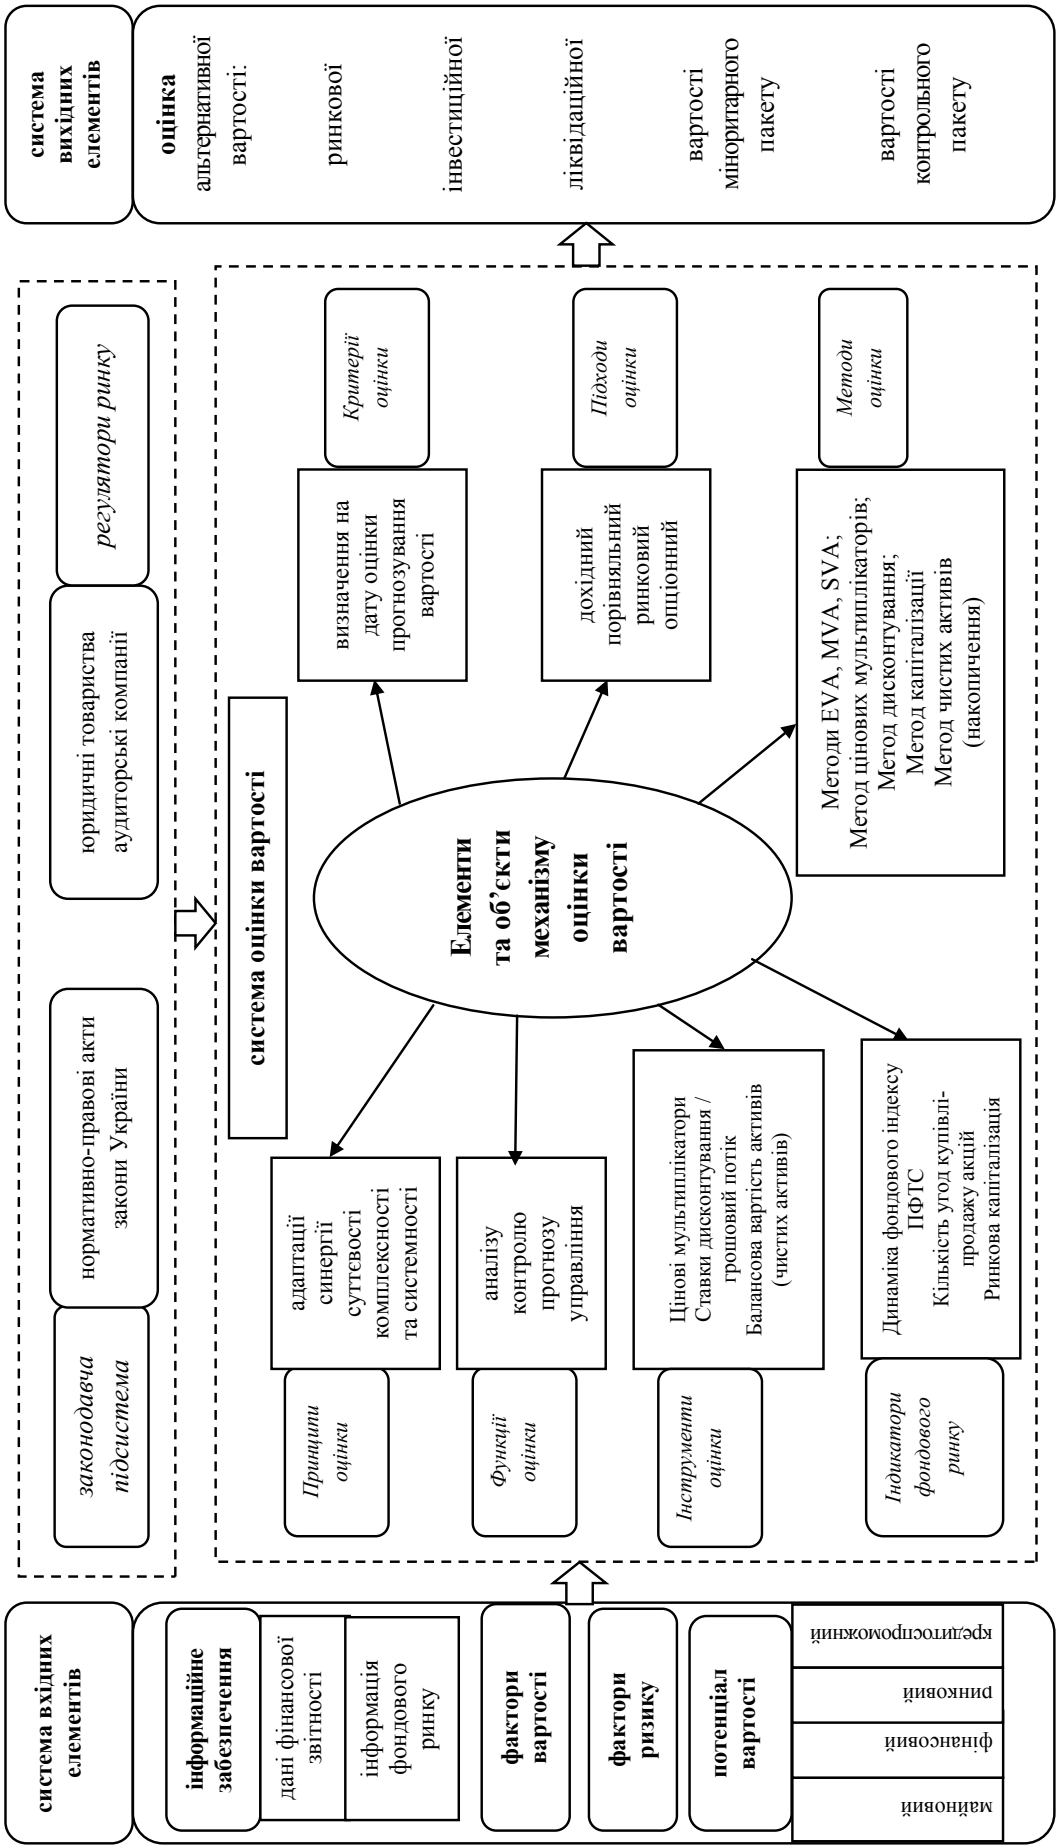 система вхідних
елементів
інформаційне
забезпечення
дані фінансової
звітності
інформація
фондового
ринку
фактори
вартості
фактори
ризику
потенціал
вартості
майновий
фінансовий
ринковий
кредитоспроможний
законодавча
підсистема
нормативно-правові акти
закони України
юридичні товариства
аудиторські компанії
регулятори ринку
система оцінки вартості
Принципи
оцінки
адаптації
синергії
суттєвості
комплексності
та системності
Функції
оцінки
аналізу
контролю
прогнозу
управління
Інструменти
оцінки
Цінові мультиплікатори
Ставки дисконтування /
грошовий потік
Балансова вартість активів
(чистих активів)
Індикатори
фондового
ринку
Динаміка фондового індексу
ПФТС
Кількість угод купівлі-
продажу акцій
Ринкова капіталізація
Елементи
та об’єкти
механізму
оцінки
вартості
визначення на
дату оцінки
прогнозування
вартості
Критерії
оцінки
дохідний
порівняльний
ринковий
опціонний
Підходи
оцінки
Методи EVA, MVA, SVA;
Метод цінових мультиплікаторів;
Метод дисконтування;
Метод капіталізації
Метод чистих активів
(накопичення)
Методи
оцінки
система
вихідних
елементів
оцінка
альтернативної
вартості:
ринкової
інвестиційної
ліквідаційної
вартості
міноритарного
пакету
вартості
контрольного
пакету